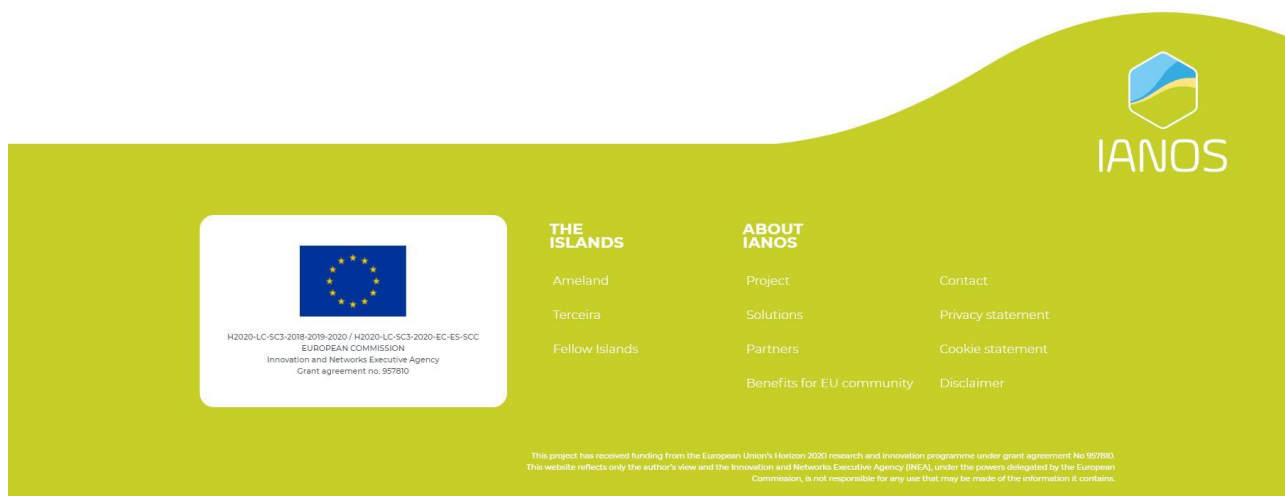 IANOS
H2020-LC-SC3-2018-2019-2020 / H2020-LC-SC3-2020-EC-ES-SCC
EUROPEAN COMMISSION
Innovation and Networks Executive Agency
Grant agreement no. 957810
THE
ISLANDS
Ameland
Terceira
Fellow Islands
ABOUT
IANOS
Project
Solutions
Partners
Benefits for EU community
Contact
Privacy statement
Cookie statement
Disclaimer
This project has received funding from the European Union's Horizon 2020 research and innovation programme under grant agreement No 957810.
This website reflects only the author's view and the Innovation and Networks Executive Agency (INEA), under the powers delegated by the European
Commission, is not responsible for any use that may be made of the information it contains.